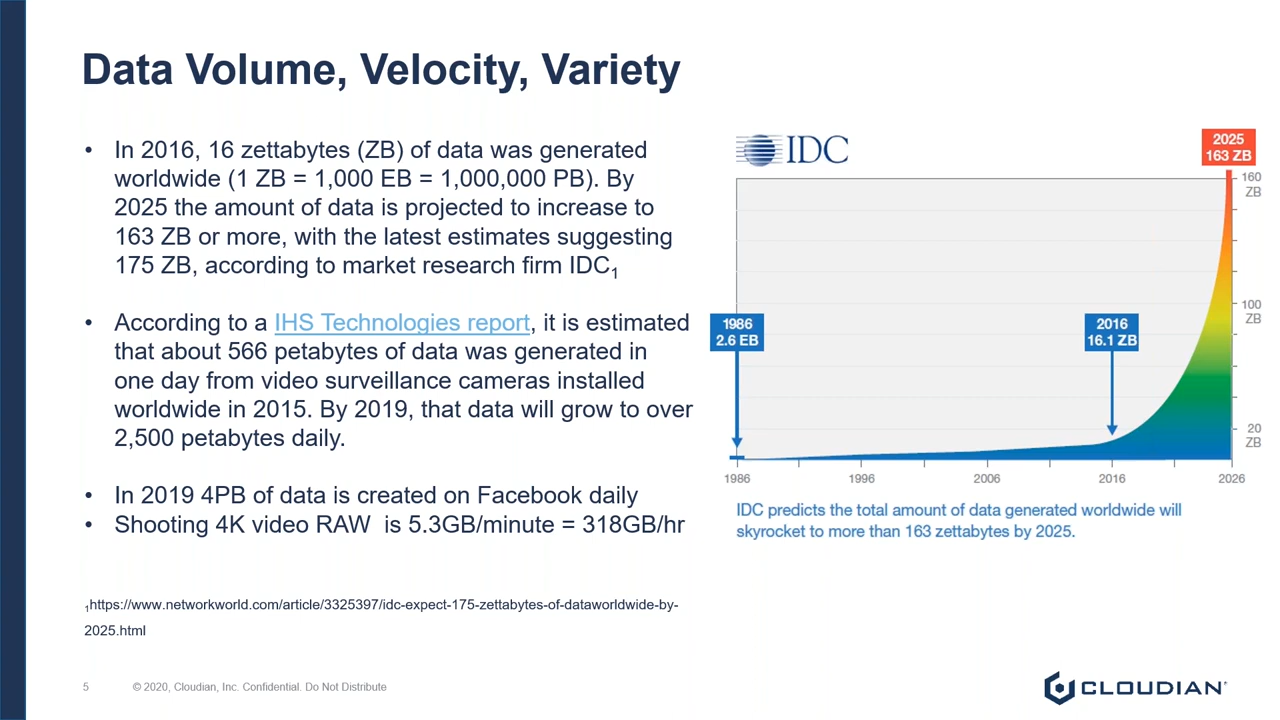 Data Volume, Velocity, Variety
• In 2016, 16 zettabytes (ZB) of data was generated
worldwide (1 ZB = 1,000 EB = 1,000,000 PB). By
2025 the amount of data is projected to increase to
163 ZB or more, with the latest estimates suggesting
175 ZB, according to market research firm IDC1
• According to a IHS Technologies report, it is estimated
that about 566 petabytes of data was generated in
one day from video surveillance cameras installed
worldwide in 2015. By 2019, that data will grow to over
2,500 petabytes daily.
• In 2019 4PB of data is created on Facebook daily
• Shooting 4K video RAW  is 5.3GB/minute = 318GB/hr
1https://www.networkworld.com/article/3325397/idc-expect-175-zettabytes-of-dataworldwide-by-
2025.html
IDC
2025
163 ZB
160
ZB
100
ZB
20
ZB
1986
2.6 EB
2016
16.1 ZB
1986
1996
2006
2016
2026
IDC predicts the total amount of data generated worldwide will
skyrocket to more than 163 zettabytes by 2025.
5
© 2020, Cloudian, Inc. Confidential. Do Not Distribute
CLOUDIAN